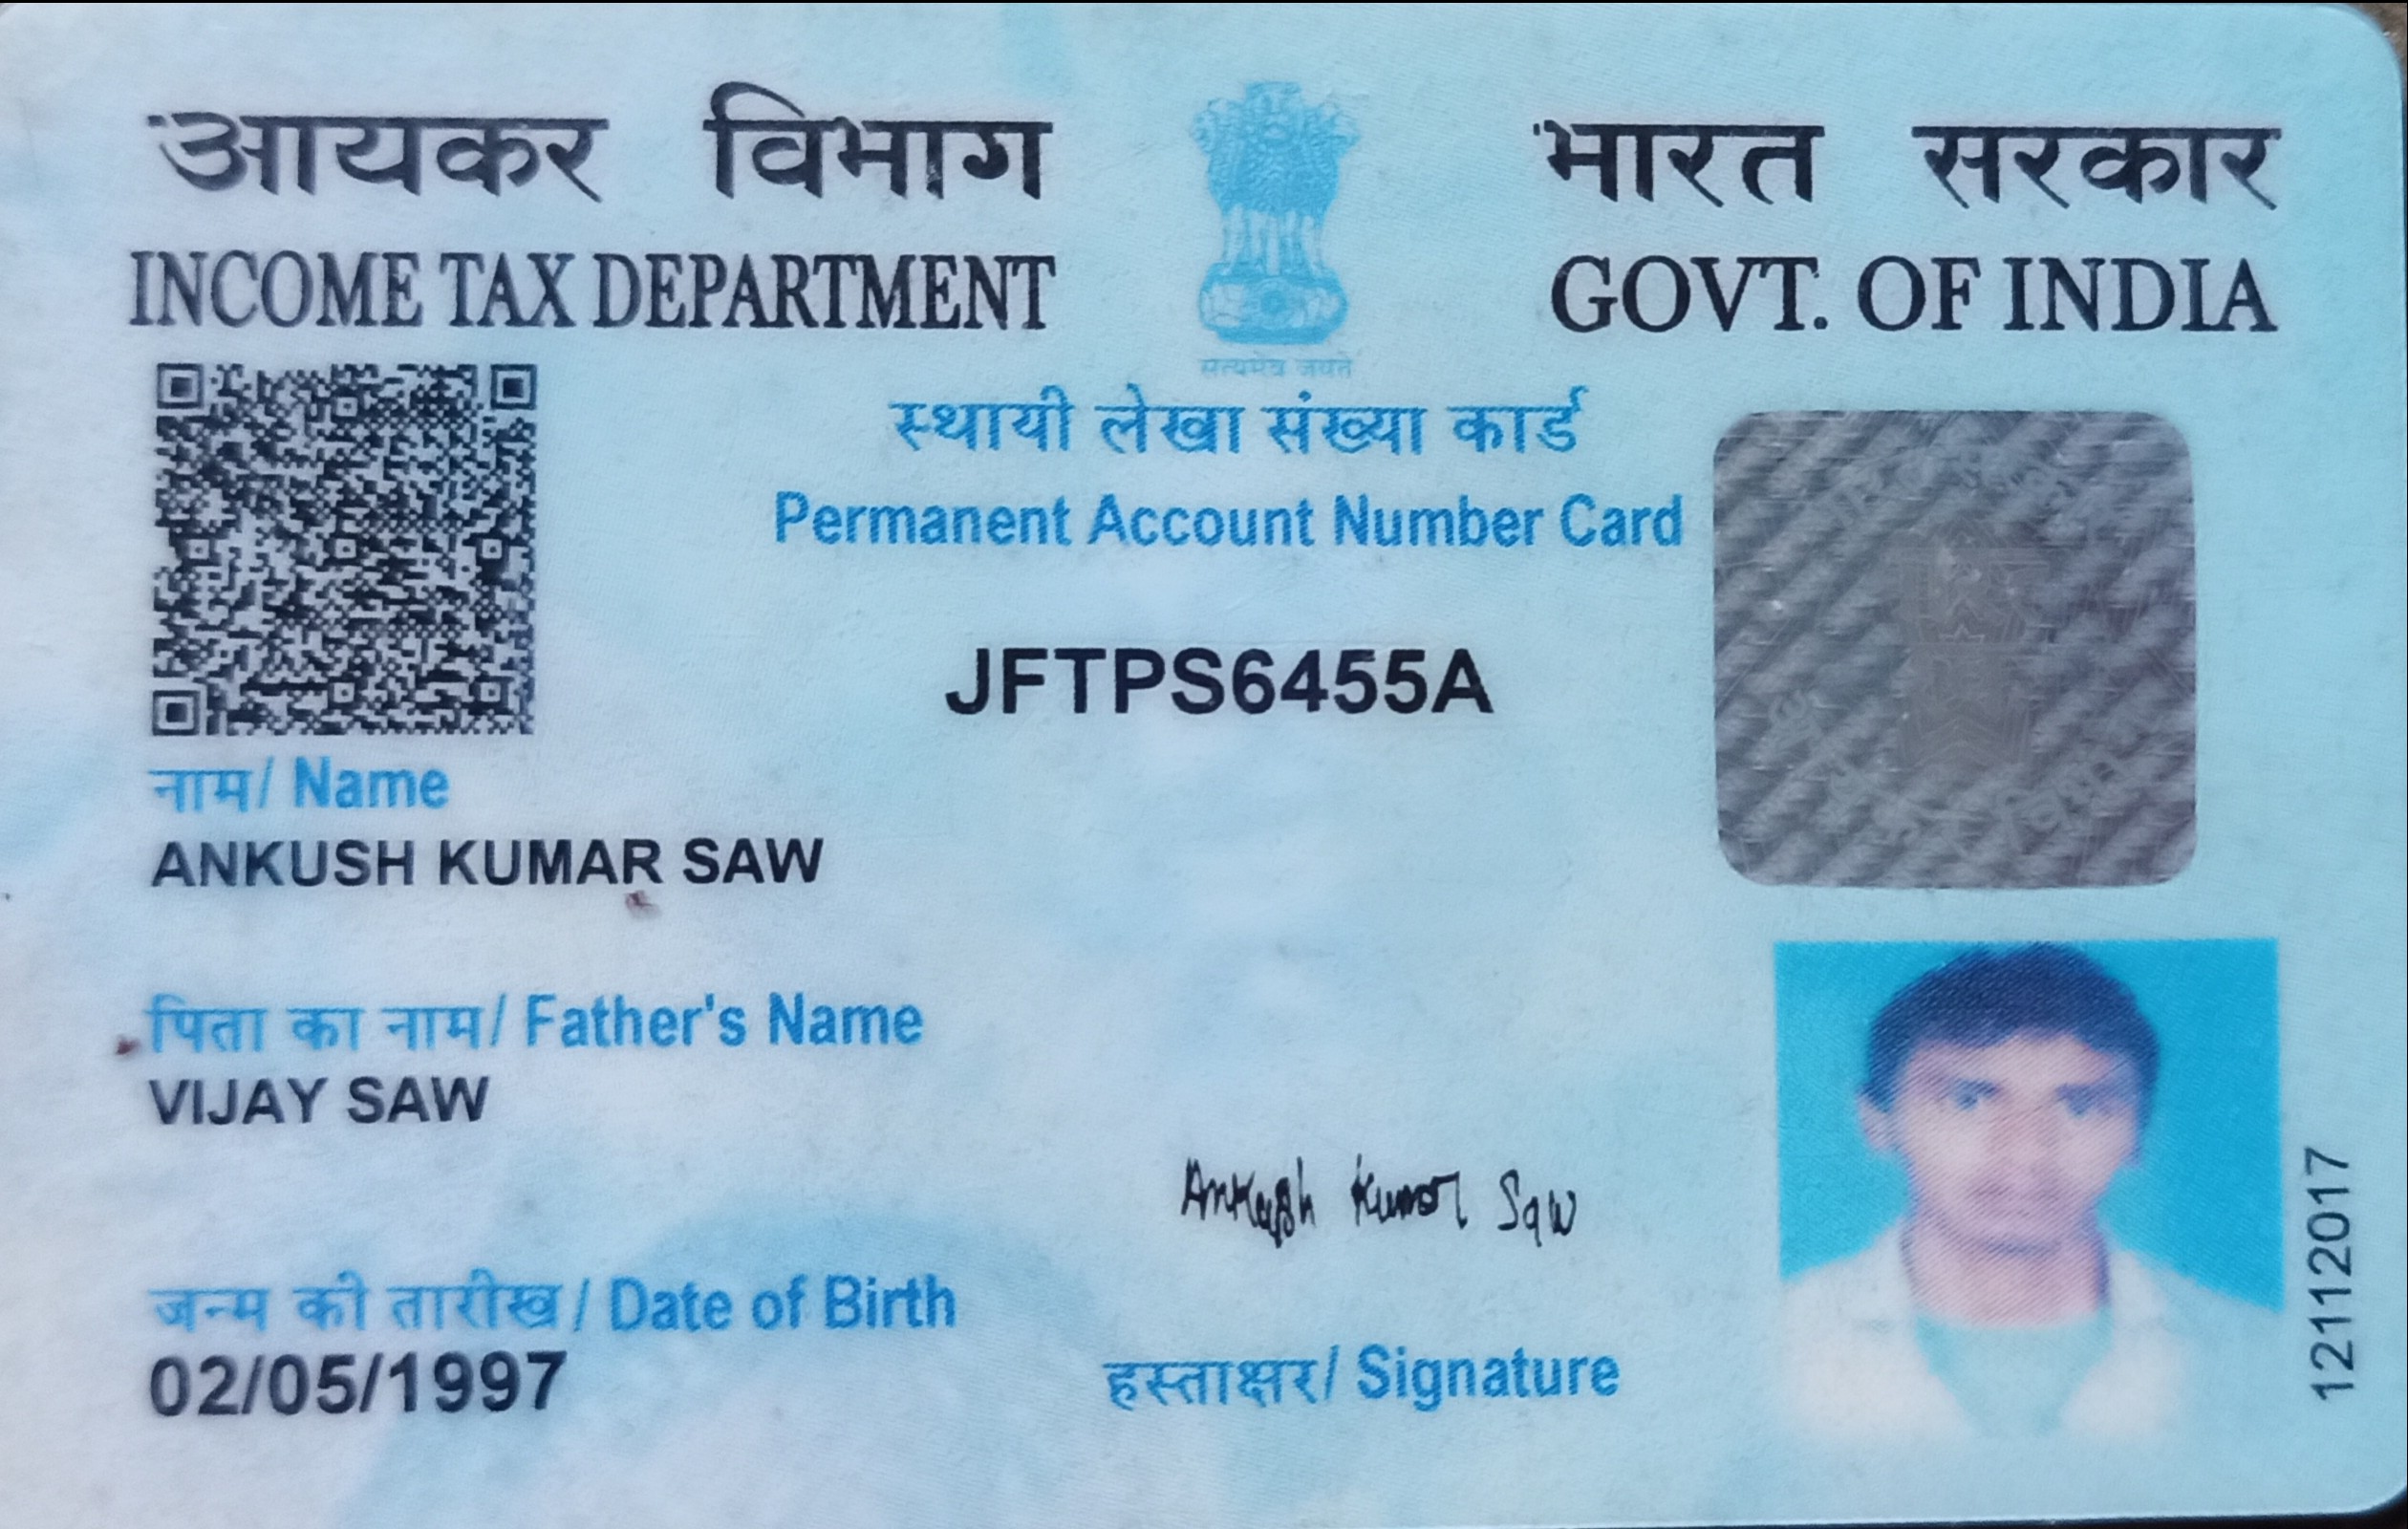 आयकर विभाग
INCOME TAX DEPARTMENT
भारत सरकार
GOVT. OF INDIA
सत्यमेव जयते
स्थायी लेखा संख्या कार्ड
Permanent Account Number Card
JFTPS6455A
नाम/ Name
ANKUSH KUMAR SAW
पिता का नाम/ Father's Name
VIJAY SAW
Ankush Kumar Saw
जन्म की तारीख/ Date of Birth
02/05/1997
हस्ताक्षर/ Signature
12112017